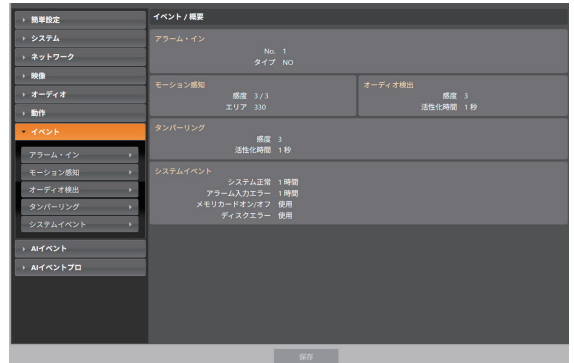 簡単設定
システム
ネットワーク
映像
オーディオ
動作
イベント
アラーム・イン
モーション感知
オーディオ検出
タンパーリング
システムイベント
AIイベント
AIイベントプロ
イベント / 概要
アラーム・イン
No. 1
タイプ NO
モーション感知
感度 3 / 3
エリア 330
オーディオ検出
感度 3
活性化時間 1 秒
タンパーリング
感度 3
活性化時間 1 秒
システムイベント
システム正常 1 時間
アラーム入力エラー 1 時間
メモリカードオン/オフ 使用
ディスクエラー 使用
保存